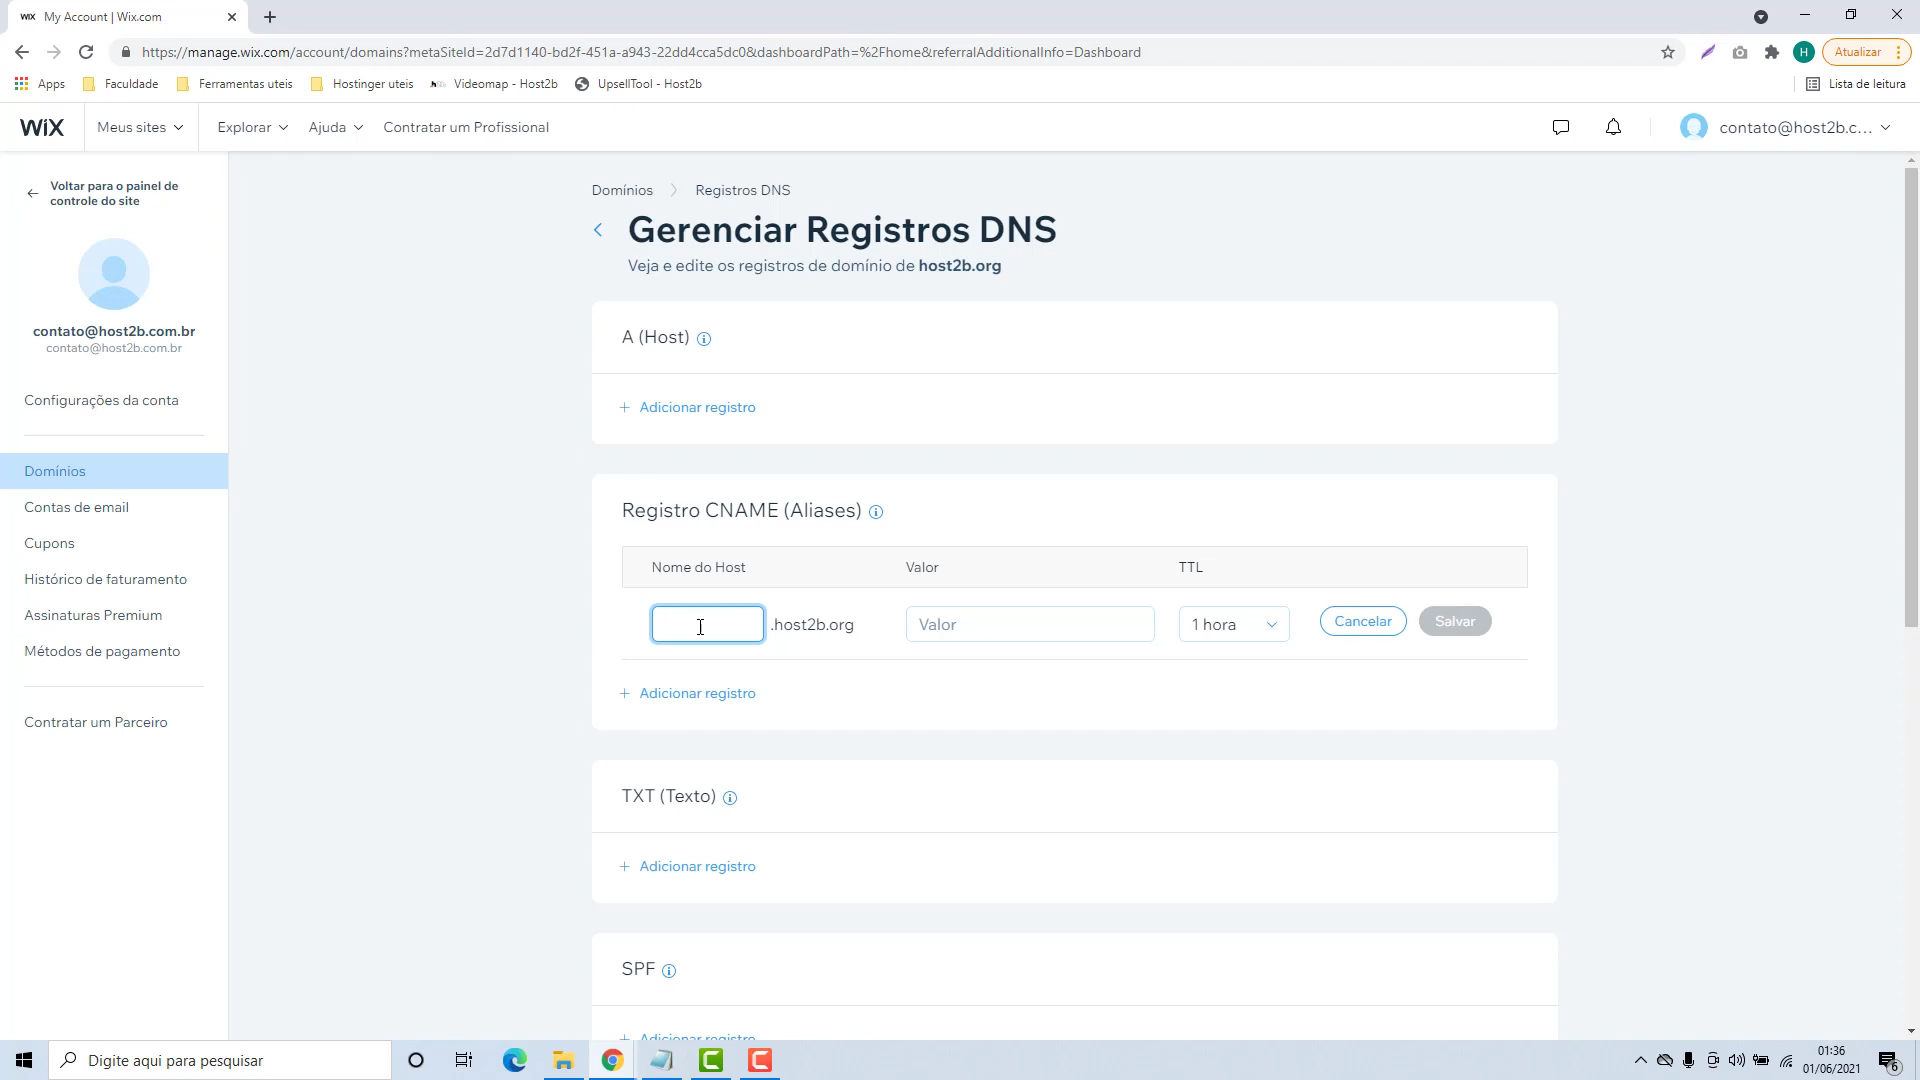 WiX My Account | Wix.com
https://manage.wix.com/account/domains?metaSiteId=2d7d1140-bd2f-451a-a943-22dd4cca5dc0&dashboardPath=%2Fhome&referralAdditionalInfo=Dashboard
H
Atualizar
Apps
Faculdade
Ferramentas uteis
Hostinger uteis
Videomap - Host2b
UpsellTool - Host2b
Lista de leitura
WiX
Meus sites
Explorar
Ajuda
Contratar um Profissional
contato@host2b.c...
Voltar para o painel de
controle do site
contato@host2b.com.br
contato@host2b.com.br
Configurações da conta
Domínios
Contas de email
Cupons
Histórico de faturamento
Assinaturas Premium
Métodos de pagamento
Contratar um Parceiro
Domínios
Registros DNS
Gerenciar Registros DNS
Veja e edite os registros de domínio de host2b.org
A (Host)
+ Adicionar registro
Registro CNAME (Aliases)
Nome do Host
Valor
TTL
.host2b.org
Valor
1 hora
Cancelar
Salvar
+ Adicionar registro
TXT (Texto)
+ Adicionar registro
SPF
+ Adicionar registro
Digite aqui para pesquisar
01:36
01/06/2021
6